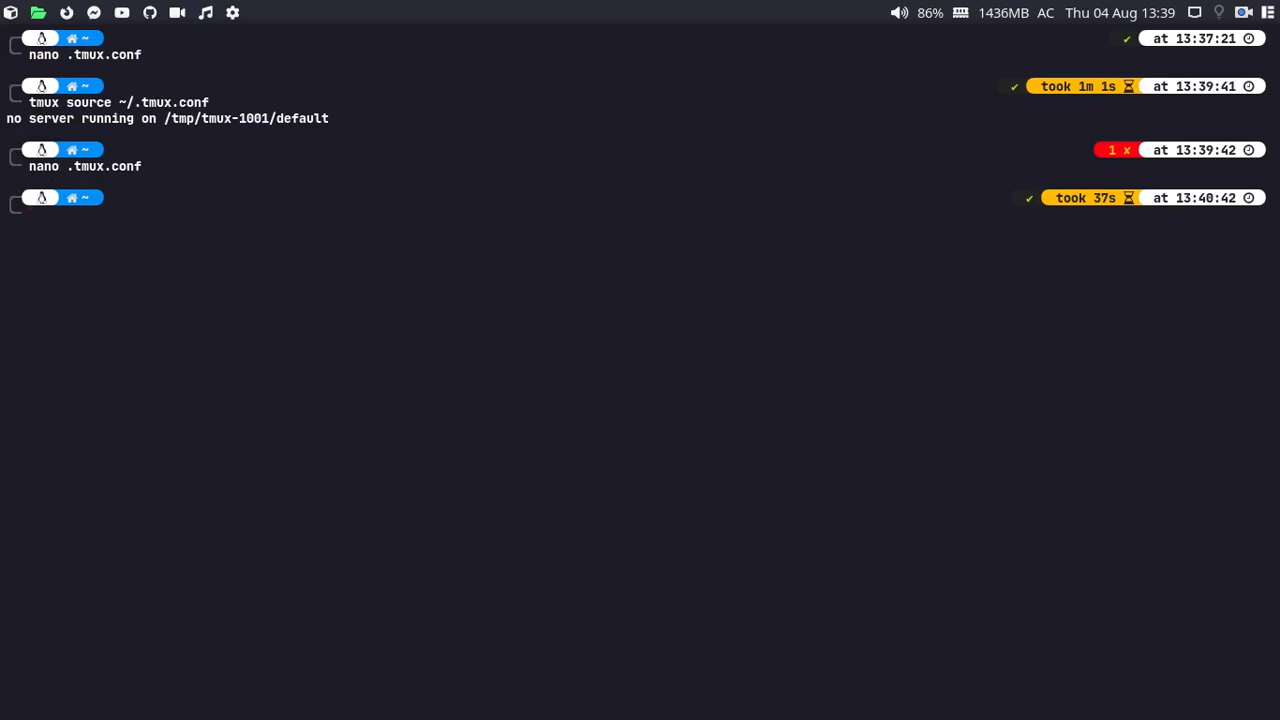 86% 1436MB AC Thu 04 Aug 13:39
~ ✔ at 13:37:21
nano .tmux.conf
~ ✔ took 1m 1s at 13:39:41
tmux source ~/.tmux.conf
no server running on /tmp/tmux-1001/default
~ 1 ✘ at 13:39:42
nano .tmux.conf
~ ✔ took 37s at 13:40:42